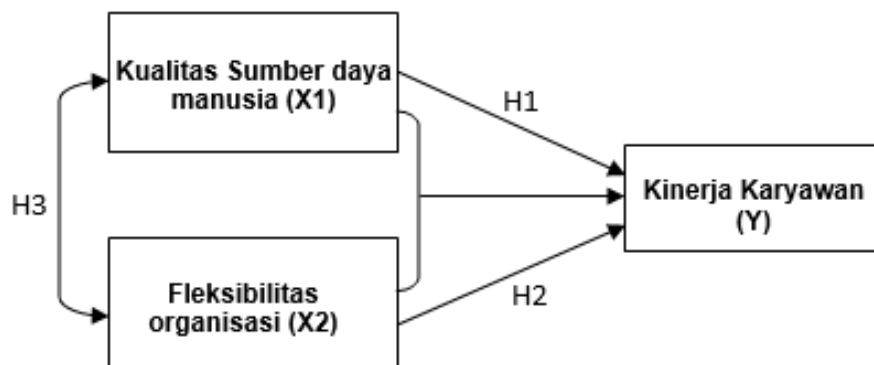 Kualitas Sumber daya
manusia (X1)
H1
H3
Kinerja Karyawan
(Y)
Fleksibilitas
organisasi (X2)
H2